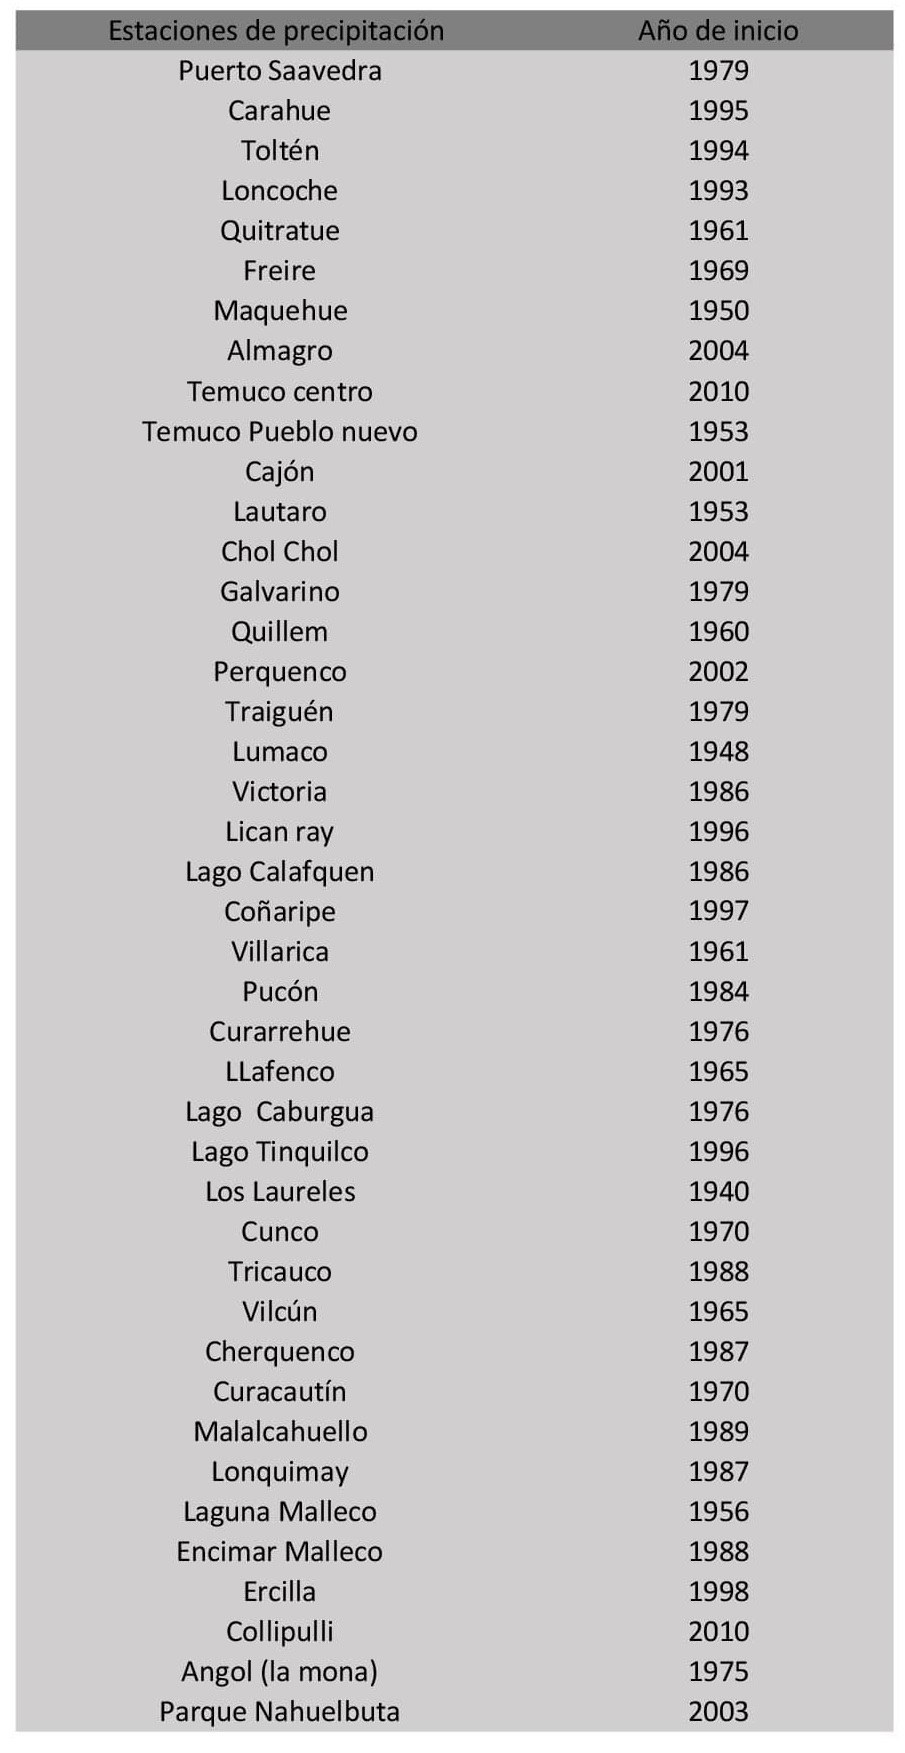 Estaciones de precipitación Año de inicio
Puerto Saavedra 1979
Carahue 1995
Toltén 1994
Loncoche 1993
Quitratue 1961
Freire 1969
Maquehue 1950
Almagro 2004
Temuco centro 2010
Temuco Pueblo nuevo 1953
Cajón 2001
Lautaro 1953
Chol Chol 2004
Galvarino 1979
Quillem 1960
Perquenco 2002
Traiguén 1979
Lumaco 1948
Victoria 1986
Lican ray 1996
Lago Calafquen 1986
Coñaripe 1997
Villarica 1961
Pucón 1984
Curarrehue 1976
LLafenco 1965
Lago  Caburgua 1976
Lago Tinquilco 1996
Los Laureles 1940
Cunco 1970
Tricauco 1988
Vilcún 1965
Cherquenco 1987
Curacautín 1970
Malalcahuello 1989
Lonquimay 1987
Laguna Malleco 1956
Encimar Malleco 1988
Ercilla 1998
Collipulli 2010
Angol (la mona) 1975
Parque Nahuelbuta 2003